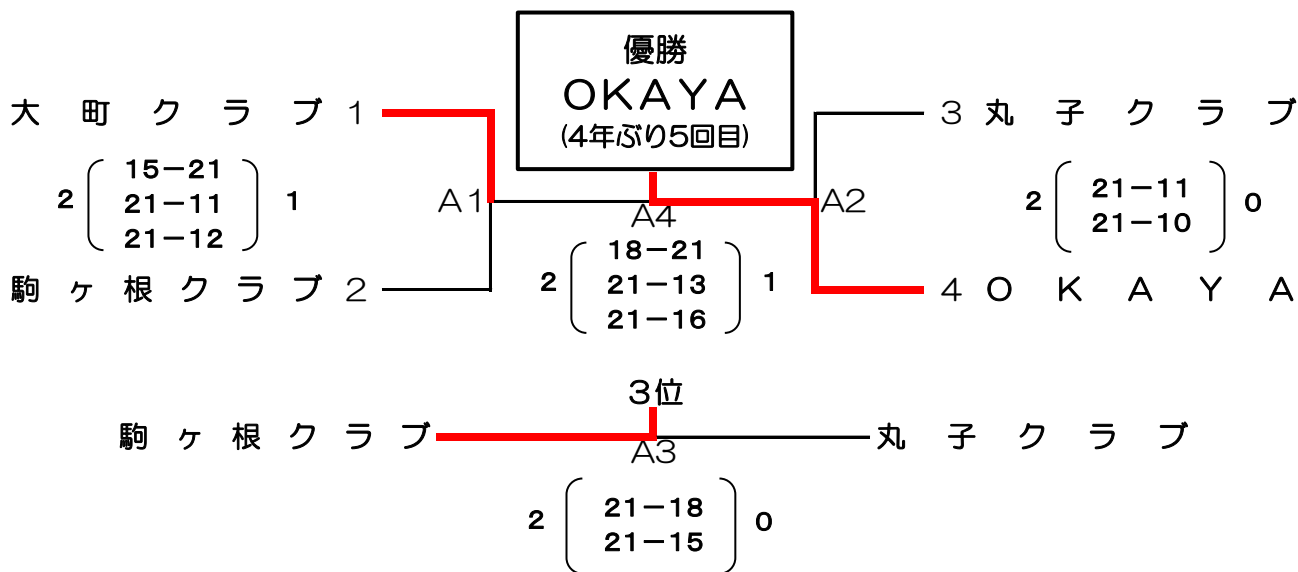 優勝
OKAYA
(4年ぶり5回目)
大町クラブ 1
3 丸子クラブ
2 15-21 1
21-11
21-12
A1
A4
A2
2 21-11 0
21-10
駒ヶ根クラブ 2
4 OKAYA
2 18-21 1
21-13
21-16
3位
駒ヶ根クラブ
A3
丸子クラブ
2 21-18 0
21-15